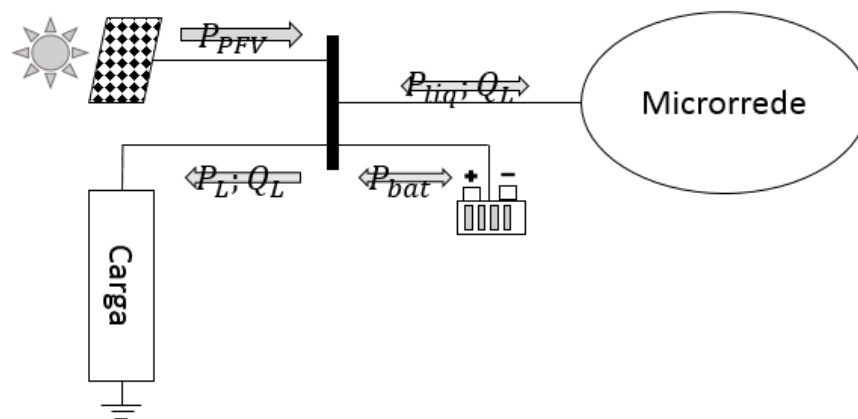 P_PFV
P_liq; Q_L
Microrrede
P_L; Q_L
P_bat
+ −
Carga